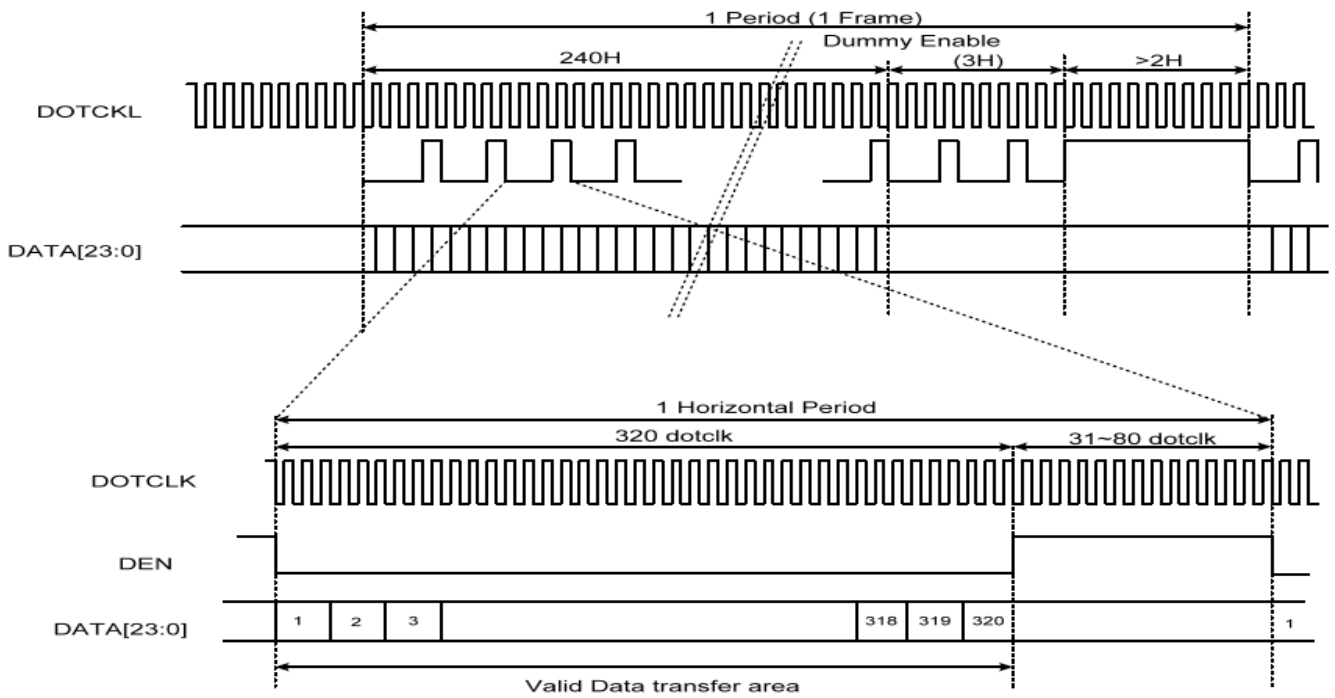 1 Period (1 Frame)
Dummy Enable
240H
(3H)
>2H
DOTCKL
DATA[23:0]
1 Horizontal Period
320 dotclk
31~80 dotclk
DOTCLK
DEN
DATA[23:0]
1
2
3
318
319
320
1
Valid Data transfer area